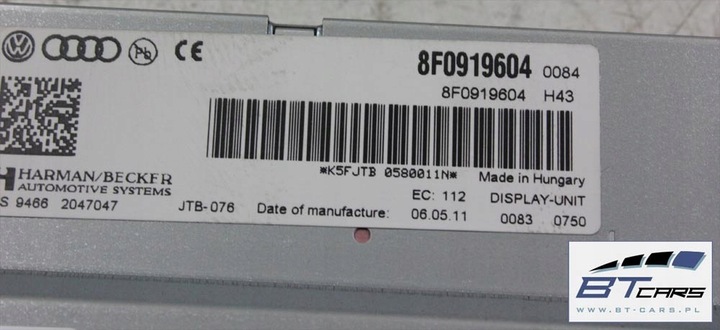 8F0919604 0084
8F0919604 H43
*K5FJTB 0580011N*
Made in Hungary
HARMAN/BECKER
AUTOMOTIVE SYSTEMS
EC: 112 DISPLAY-UNIT
S 9466 2047047 JTB-076 Date of manufacture: 06.05.11 0083 0750
BT CARS
WWW.BT-CARS.PL